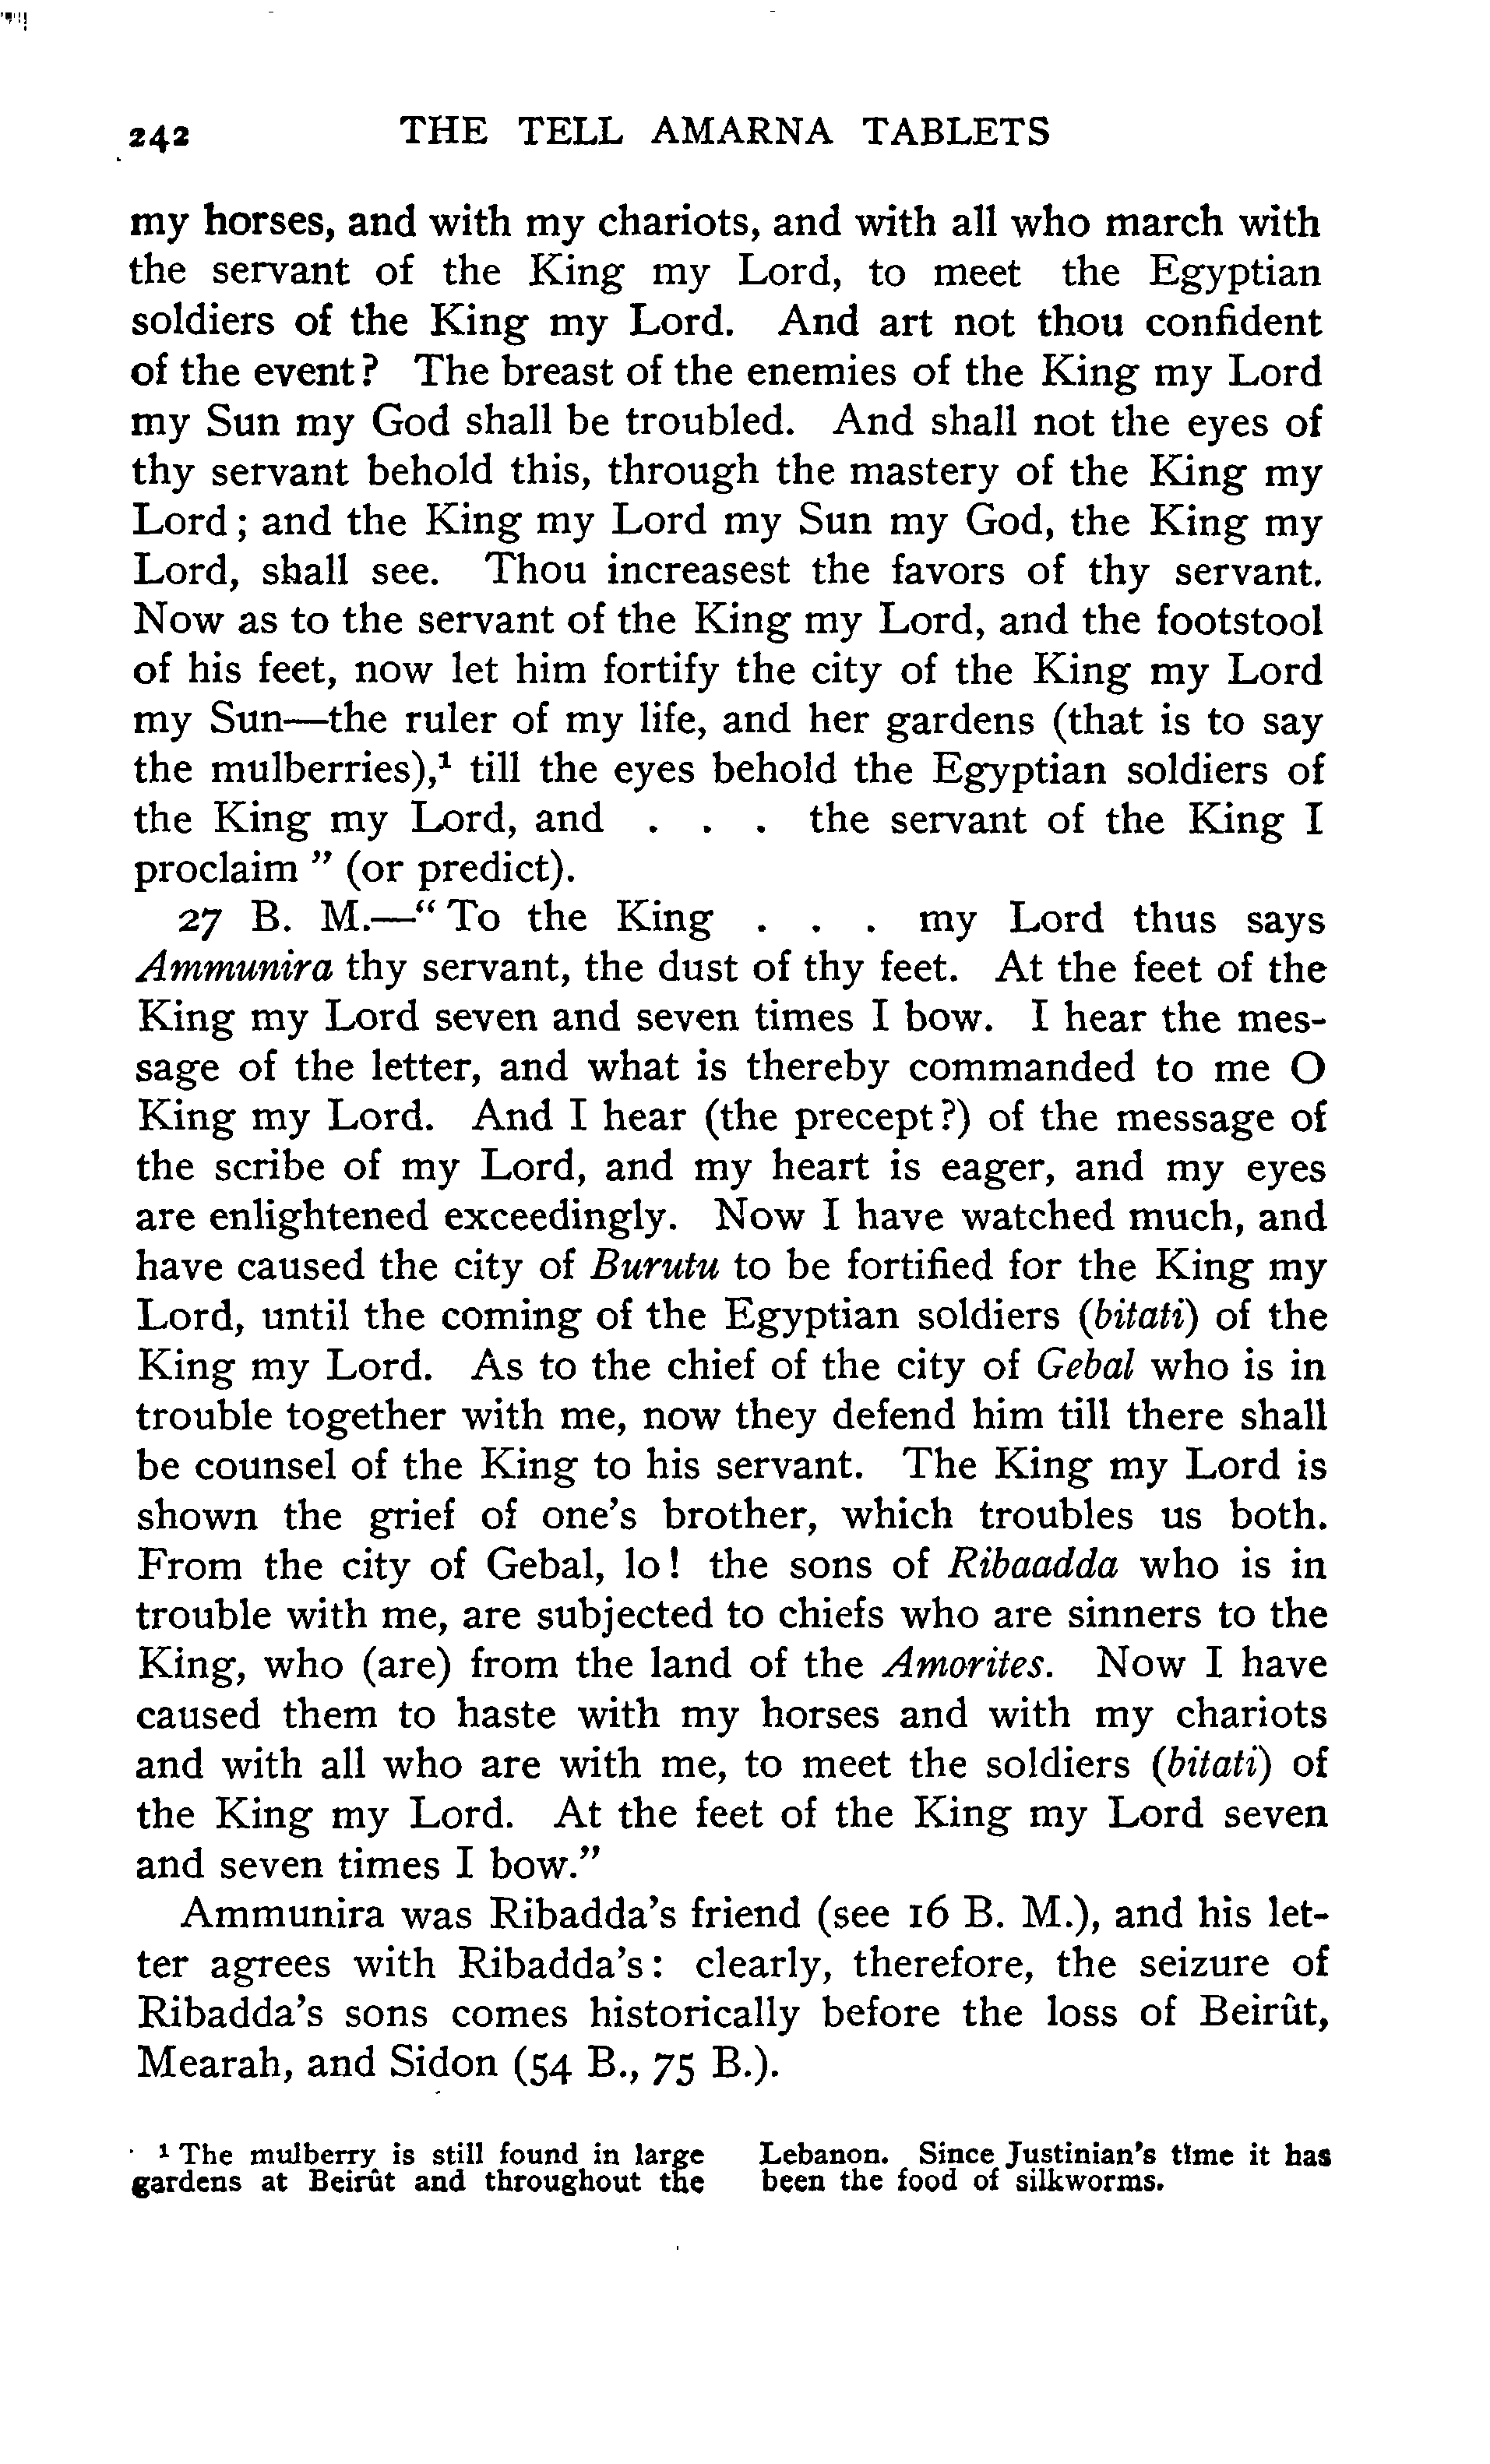 242 THE TELL AMARNA TABLETS
my horses, and with my chariots, and with all who march with
the servant of the King my Lord, to meet the Egyptian
soldiers of the King my Lord. And art not thou confident
of the event? The breast of the enemies of the King my Lord
my Sun my God shall be troubled. And shall not the eyes of
thy servant behold this, through the mastery of the King my
Lord; and the King my Lord my Sun my God, the King my
Lord, shall see. Thou increasest the favors of thy servant.
Now as to the servant of the King my Lord, and the footstool
of his feet, now let him fortify the city of the King my Lord
my Sun—the ruler of my life, and her gardens (that is to say
the mulberries),¹ till the eyes behold the Egyptian soldiers of
the King my Lord, and . . . the servant of the King I
proclaim” (or predict).
27 B. M.—“To the King . . . my Lord thus says
Ammunira thy servant, the dust of thy feet. At the feet of the
King my Lord seven and seven times I bow. I hear the mes-
sage of the letter, and what is thereby commanded to me O
King my Lord. And I hear (the precept?) of the message of
the scribe of my Lord, and my heart is eager, and my eyes
are enlightened exceedingly. Now I have watched much, and
have caused the city of Burutu to be fortified for the King my
Lord, until the coming of the Egyptian soldiers (bitati) of the
King my Lord. As to the chief of the city of Gebal who is in
trouble together with me, now they defend him till there shall
be counsel of the King to his servant. The King my Lord is
shown the grief of one’s brother, which troubles us both.
From the city of Gebal, lo! the sons of Ribaadda who is in
trouble with me, are subjected to chiefs who are sinners to the
King, who (are) from the land of the Amorites. Now I have
caused them to haste with my horses and with my chariots
and with all who are with me, to meet the soldiers (bitati) of
the King my Lord. At the feet of the King my Lord seven
and seven times I bow.”
Ammunira was Ribadda’s friend (see 16 B. M.), and his let-
ter agrees with Ribadda’s: clearly, therefore, the seizure of
Ribadda’s sons comes historically before the loss of Beirût,
Mearah, and Sidon (54 B., 75 B.).
¹ The mulberry is still found in large
gardens at Beirût and throughout the
Lebanon. Since Justinian’s time it has
been the food of silkworms.